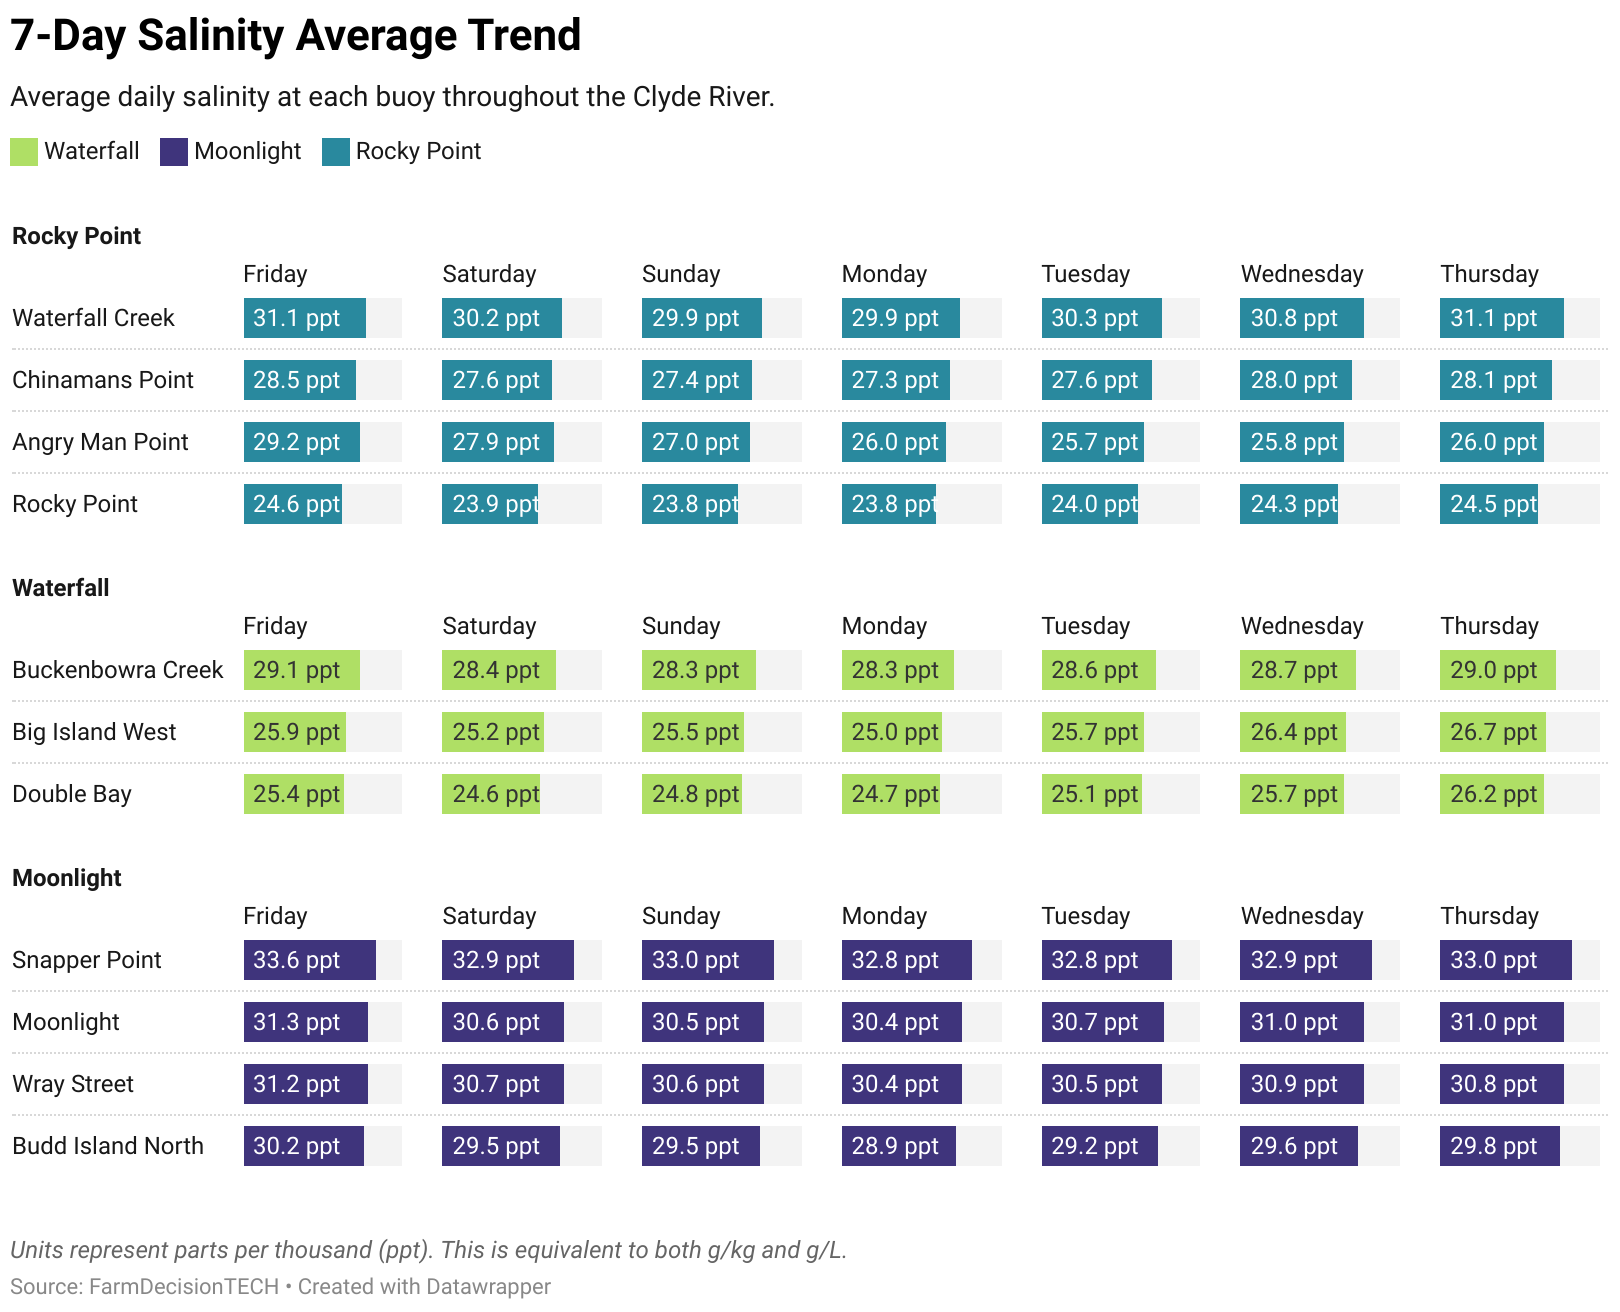 7-Day Salinity Average Trend
Average daily salinity at each buoy throughout the Clyde River.
Waterfall Moonlight Rocky Point
Rocky Point
Friday Saturday Sunday Monday Tuesday Wednesday Thursday
Waterfall Creek 31.1 ppt 30.2 ppt 29.9 ppt 29.9 ppt 30.3 ppt 30.8 ppt 31.1 ppt
Chinamans Point 28.5 ppt 27.6 ppt 27.4 ppt 27.3 ppt 27.6 ppt 28.0 ppt 28.1 ppt
Angry Man Point 29.2 ppt 27.9 ppt 27.0 ppt 26.0 ppt 25.7 ppt 25.8 ppt 26.0 ppt
Rocky Point 24.6 ppt 23.9 ppt 23.8 ppt 23.8 ppt 24.0 ppt 24.3 ppt 24.5 ppt
Waterfall
Friday Saturday Sunday Monday Tuesday Wednesday Thursday
Buckenbowra Creek 29.1 ppt 28.4 ppt 28.3 ppt 28.3 ppt 28.6 ppt 28.7 ppt 29.0 ppt
Big Island West 25.9 ppt 25.2 ppt 25.5 ppt 25.0 ppt 25.7 ppt 26.4 ppt 26.7 ppt
Double Bay 25.4 ppt 24.6 ppt 24.8 ppt 24.7 ppt 25.1 ppt 25.7 ppt 26.2 ppt
Moonlight
Friday Saturday Sunday Monday Tuesday Wednesday Thursday
Snapper Point 33.6 ppt 32.9 ppt 33.0 ppt 32.8 ppt 32.8 ppt 32.9 ppt 33.0 ppt
Moonlight 31.3 ppt 30.6 ppt 30.5 ppt 30.4 ppt 30.7 ppt 31.0 ppt 31.0 ppt
Wray Street 31.2 ppt 30.7 ppt 30.6 ppt 30.4 ppt 30.5 ppt 30.9 ppt 30.8 ppt
Budd Island North 30.2 ppt 29.5 ppt 29.5 ppt 28.9 ppt 29.2 ppt 29.6 ppt 29.8 ppt
Units represent parts per thousand (ppt). This is equivalent to both g/kg and g/L.
Source: FarmDecisionTECH • Created with Datawrapper